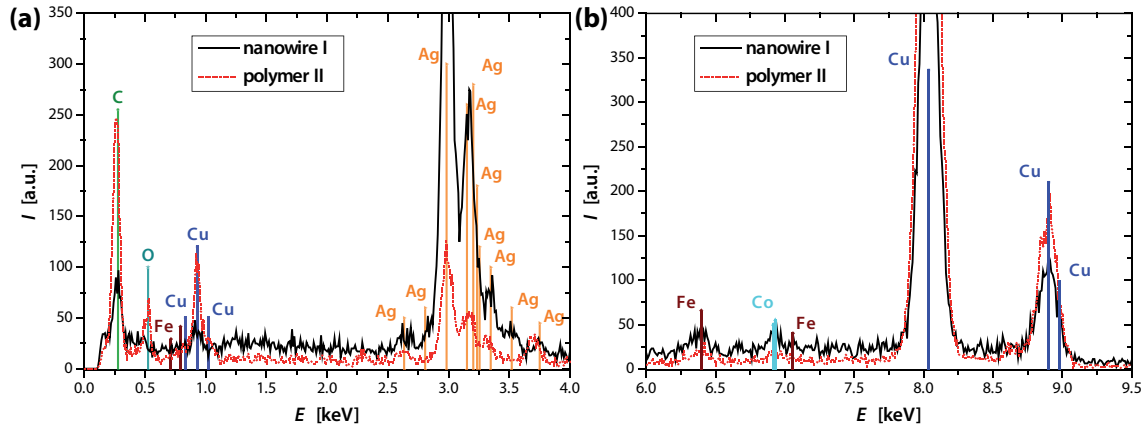 (a)
350
300
250
200
150
100
50
0
I [a.u.]
nanowire I
polymer II
C
O
Fe
Cu
Cu
Cu
Ag
Ag
Ag
Ag
Ag
Ag
Ag
Ag
Ag
Ag
0.0 0.5 1.0 1.5 2.0 2.5 3.0 3.5 4.0
E [keV]
(b)
400
350
300
250
200
150
100
50
0
I [a.u.]
nanowire I
polymer II
Cu
Cu
Cu
Fe
Co
Fe
6.0 6.5 7.0 7.5 8.0 8.5 9.0 9.5
E [keV]